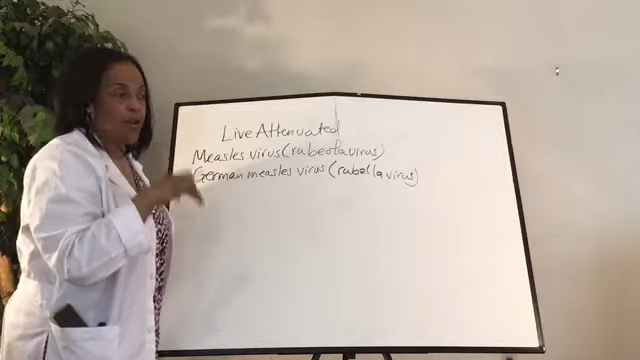 Live Attenuated
Measles virus (rubeola virus)
German measles virus (rubella virus)